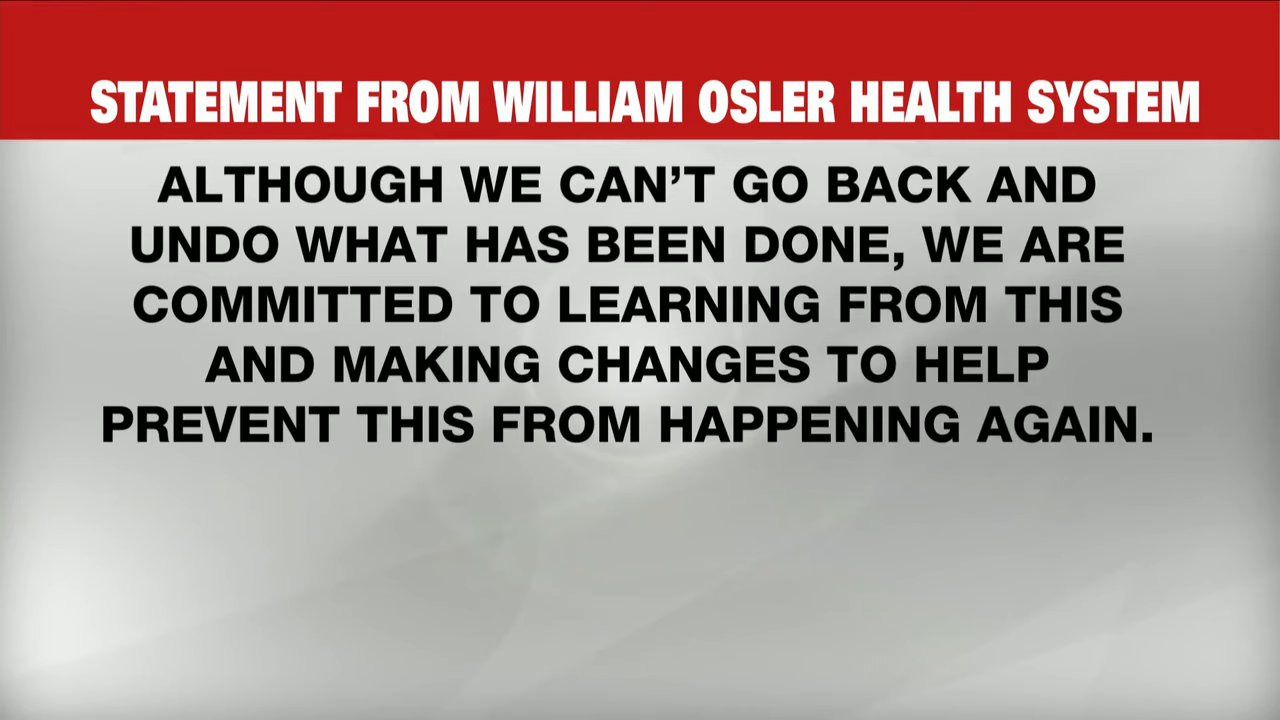 STATEMENT FROM WILLIAM OSLER HEALTH SYSTEM
ALTHOUGH WE CAN’T GO BACK AND
UNDO WHAT HAS BEEN DONE, WE ARE
COMMITTED TO LEARNING FROM THIS
AND MAKING CHANGES TO HELP
PREVENT THIS FROM HAPPENING AGAIN.